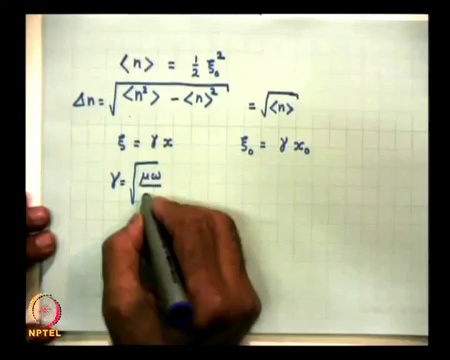 ⟨n⟩ = 1/2 ξ₀²
Δn = √(⟨n²⟩ - ⟨n⟩²) = √⟨n⟩
ξ = γ x ξ₀ = γ x₀
γ = √μω
NPTEL